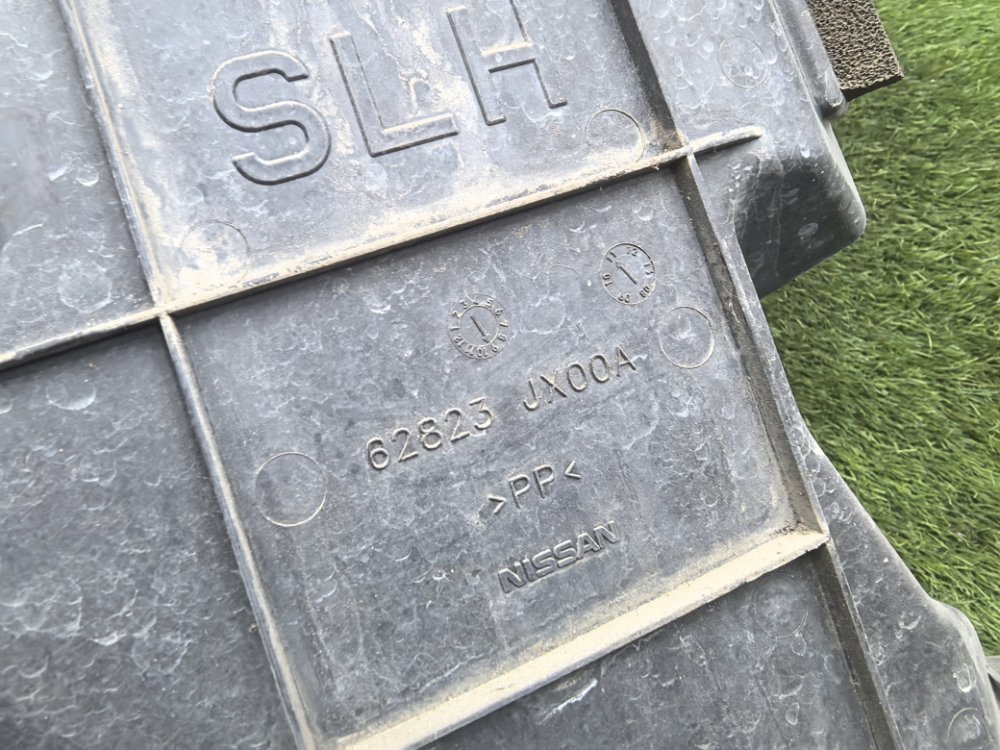 SLH
62823 JX00A
>PP<
NISSAN